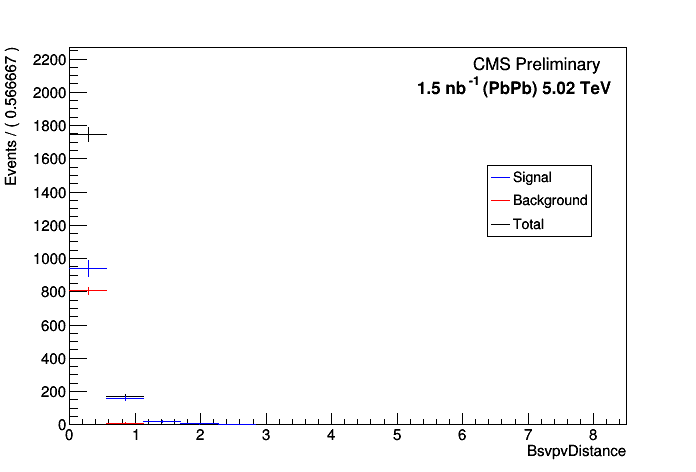 CMS Preliminary
1.5 nb⁻¹ (PbPb) 5.02 TeV
Events / ( 0.566667 )
2200
2000
1800
1600
1400
1200
1000
800
600
400
200
0
Signal
Background
Total
0 1 2 3 4 5 6 7 8
BsvpvDistance